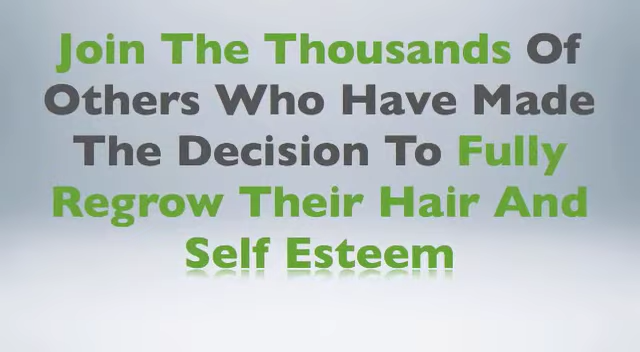 Join The Thousands Of
Others Who Have Made
The Decision To Fully
Regrow Their Hair And
Self Esteem